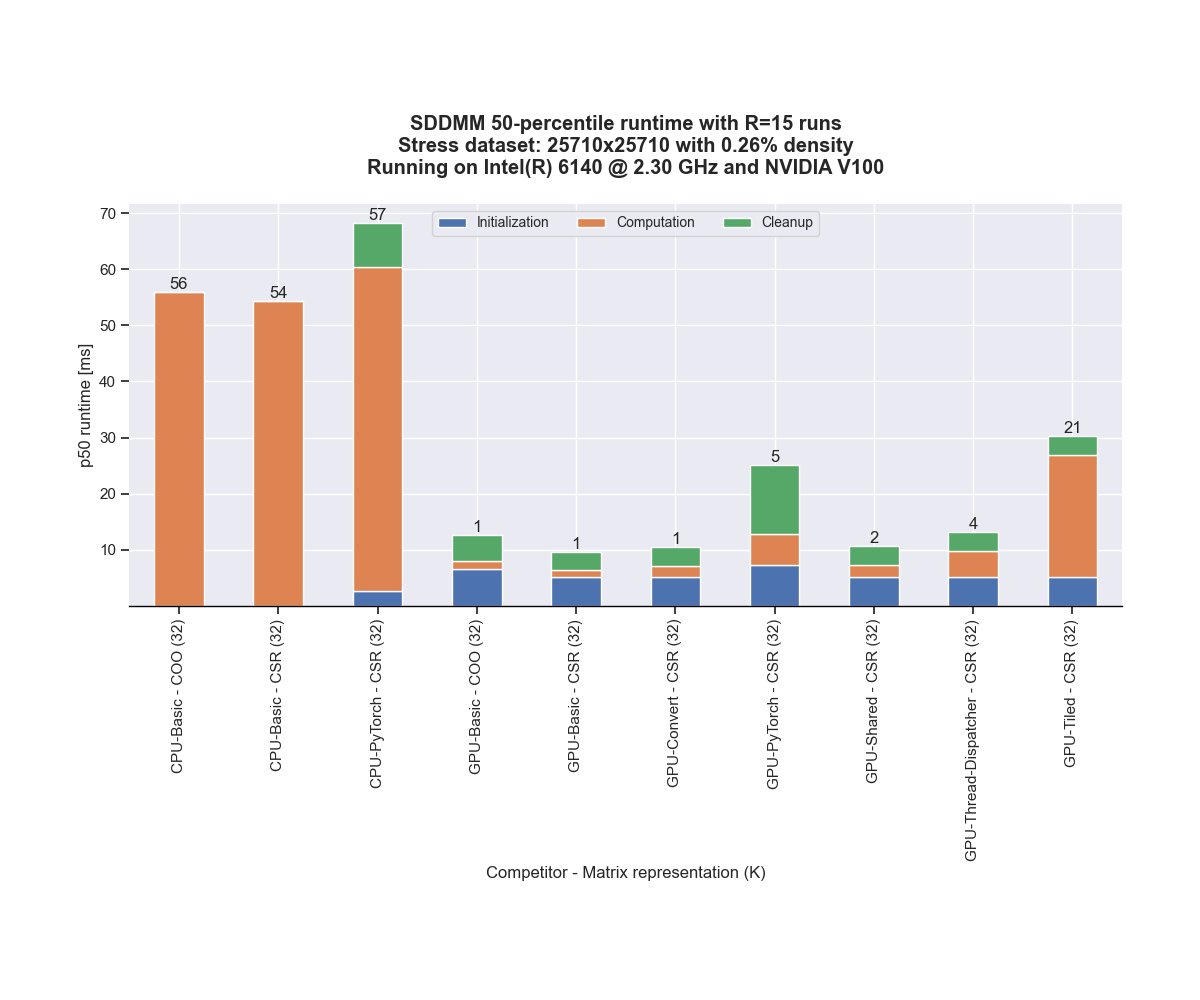 SDDMM 50-percentile runtime with R=15 runs
Stress dataset: 25710x25710 with 0.26% density
Running on Intel(R) 6140 @ 2.30 GHz and NVIDIA V100
Initialization Computation Cleanup
p50 runtime [ms]
70
60
50
40
30
20
10
56
54
57
1
1
1
5
2
4
21
CPU-Basic - COO (32)
CPU-Basic - CSR (32)
CPU-PyTorch - CSR (32)
GPU-Basic - COO (32)
GPU-Basic - CSR (32)
GPU-Convert - CSR (32)
GPU-PyTorch - CSR (32)
GPU-Shared - CSR (32)
GPU-Thread-Dispatcher - CSR (32)
GPU-Tiled - CSR (32)
Competitor - Matrix representation (K)